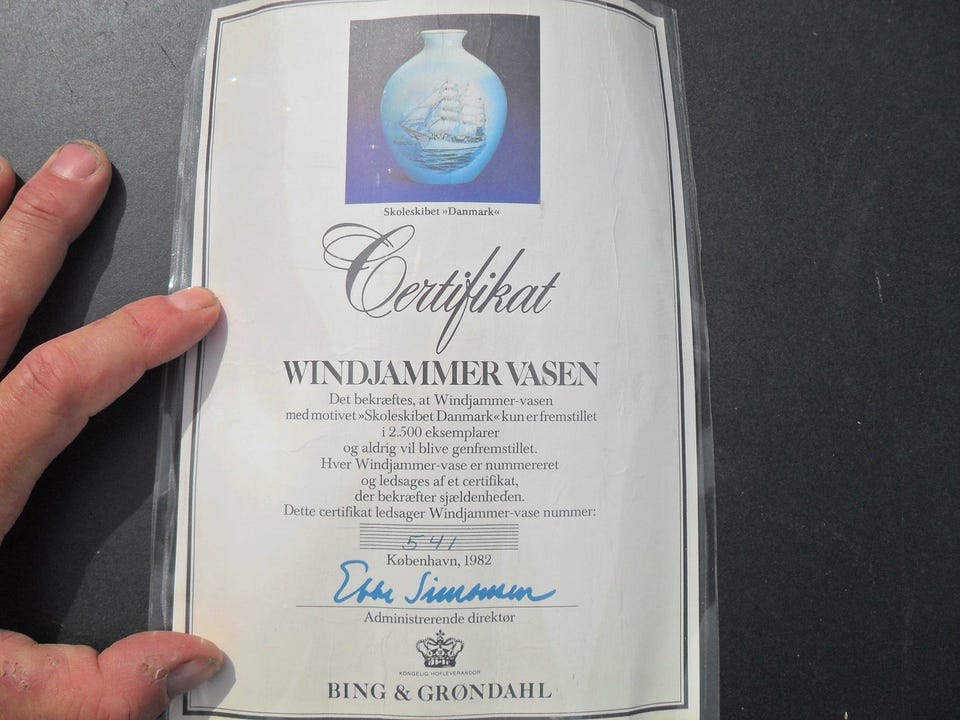 Skoleskibet »Danmark«
Certifikat
WINDJAMMER VASEN
Det bekræftes, at Windjammer-vasen
med motivet »Skoleskibet Danmark« kun er fremstillet
i 2.500 eksemplarer
og aldrig vil blive genfremstillet.
Hver Windjammer-vase er nummereret
og ledsages af et certifikat,
der bekræfter sjældenheden.
Dette certifikat ledsager Windjammer-vase nummer:
541
København, 1982
Ebbe Simonsen
Administrerende direktør
KONGELIG HOFLEVERANDØR
BING & GRØNDAHL